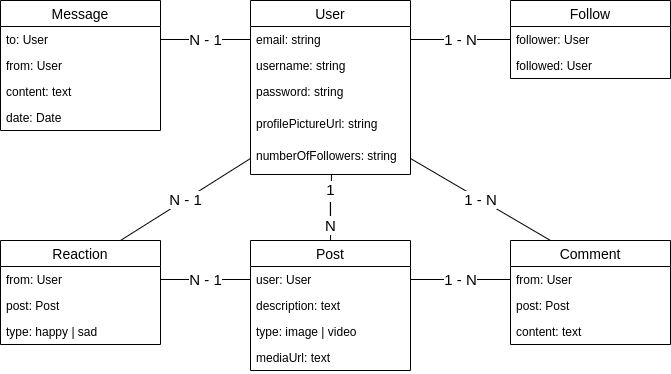 Message
to: User
from: User
content: text
date: Date
N - 1
User
email: string
username: string
password: string
profilePictureUrl: string
numberOfFollowers: string
1 - N
Follow
follower: User
followed: User
N - 1
1
N
1 - N
Reaction
from: User
post: Post
type: happy | sad
N - 1
Post
user: User
description: text
type: image | video
mediaUrl: text
1 - N
Comment
from: User
post: Post
content: text